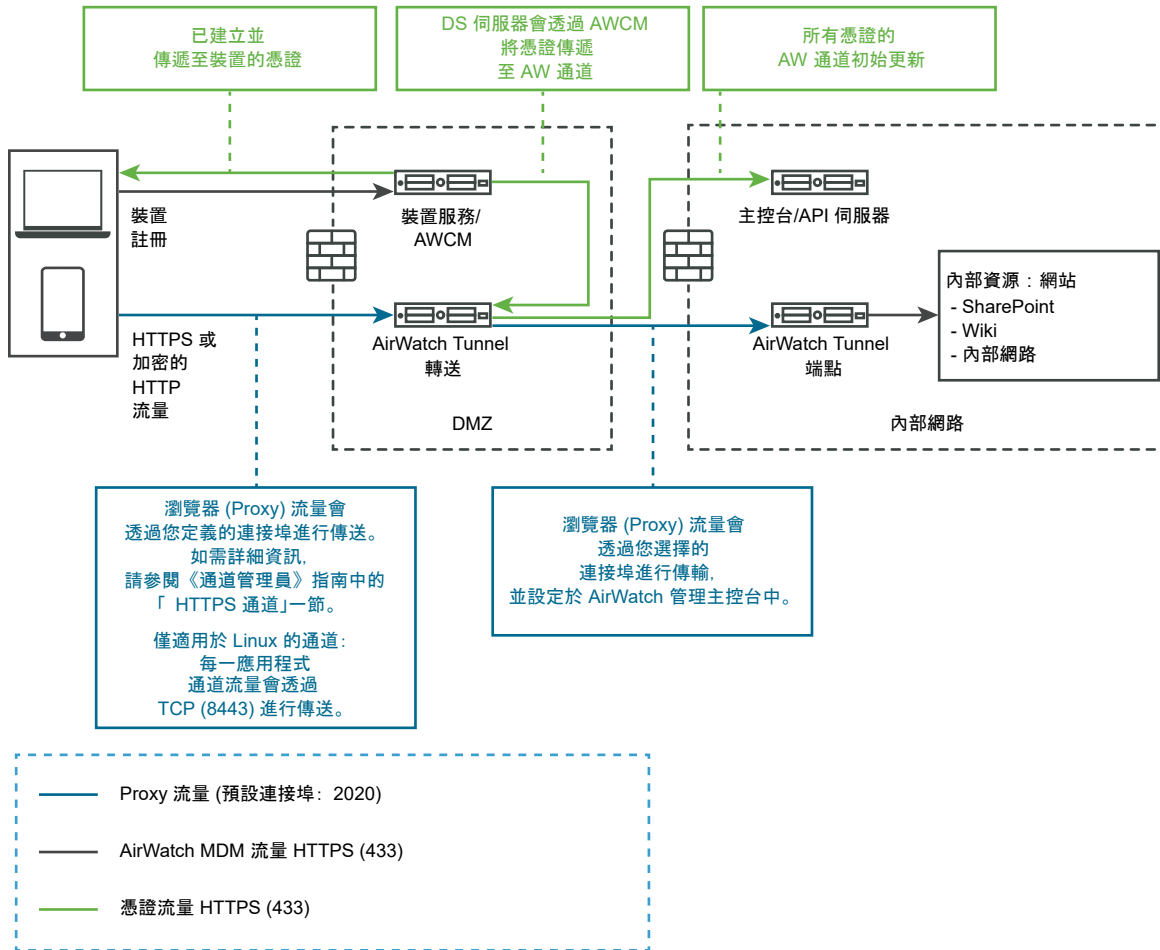 已建立並
傳遞至裝置的憑證
DS 伺服器會透過 AWCM
將憑證傳遞
至 AW 通道
所有憑證的
AW 通道初始更新
裝置
註冊
裝置服務/
AWCM
主控台/API 伺服器
HTTPS 或
加密的
HTTP
流量
AirWatch Tunnel
轉送
AirWatch Tunnel
端點
內部資源：網站
- SharePoint
- Wiki
- 內部網路
DMZ
內部網路
瀏覽器 (Proxy) 流量會
透過您定義的連接埠進行傳送。
如需詳細資訊,
請參閱《通道管理員》指南中的
「 HTTPS 通道」一節。
僅適用於 Linux 的通道：
每一應用程式
通道流量會透過
TCP (8443) 進行傳送。
瀏覽器 (Proxy) 流量會
透過您選擇的
連接埠進行傳輸,
並設定於 AirWatch 管理主控台中。
Proxy 流量 (預設連接埠：2020)
AirWatch MDM 流量 HTTPS (433)
憑證流量 HTTPS (433)